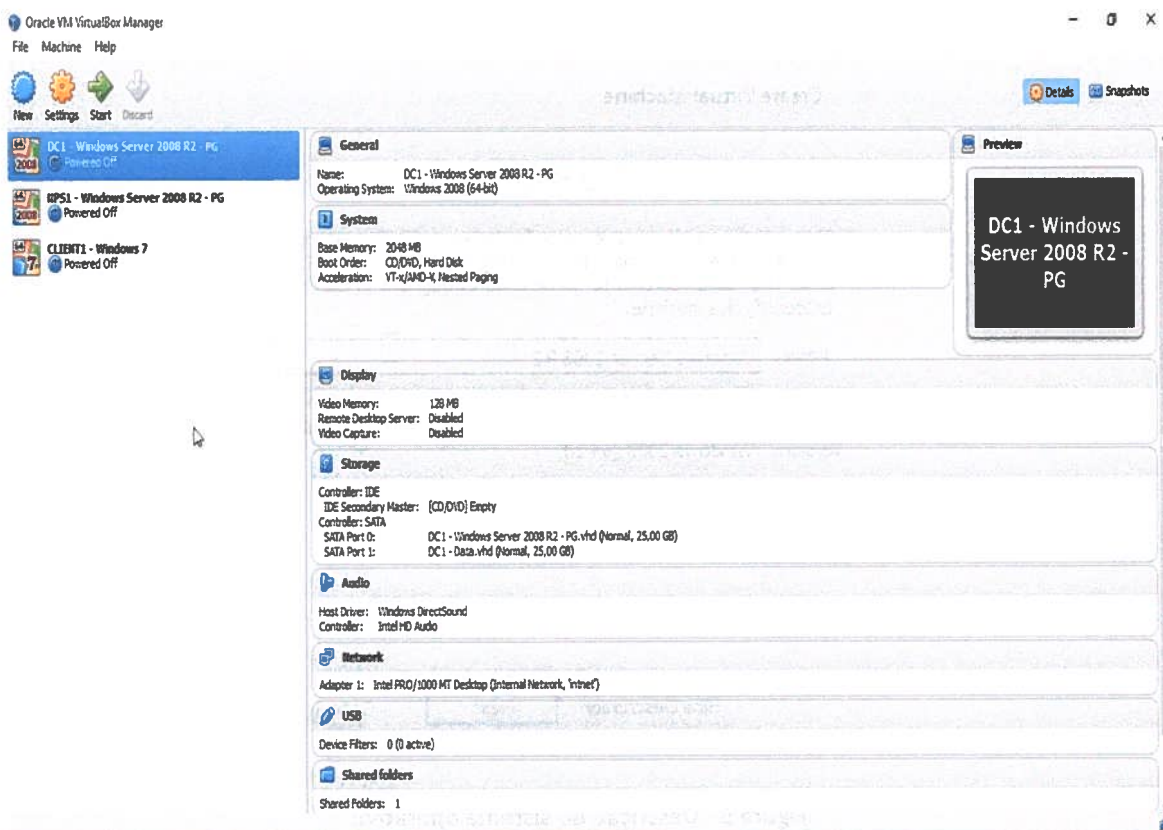 Oracle VM VirtualBox Manager
File Machine Help
New Settings Start Discard
Details Snapshots
DC1 - Windows Server 2008 R2 - PG
Powered Off
RPS1 - Windows Server 2008 R2 - PG
Powered Off
CLIENT1 - Windows 7
Powered Off
General
Name: DC1 - Windows Server 2008 R2 - PG
Operating System: Windows 2008 (64-bit)
System
Base Memory: 2048 MB
Boot Order: CD/DVD, Hard Disk
Acceleration: VT-x/AMD-V, Nested Paging
Preview
DC1 - Windows
Server 2008 R2 -
PG
Display
Video Memory: 128 MB
Remote Desktop Server: Disabled
Video Capture: Disabled
Storage
Controller: IDE
IDE Secondary Master: [CD/DVD] Empty
Controller: SATA
SATA Port 0: DC1 - Windows Server 2008 R2 - PG.vhd (Normal, 25,00 GB)
SATA Port 1: DC1 - Data.vhd (Normal, 25,00 GB)
Audio
Host Driver: Windows DirectSound
Controller: Intel HD Audio
Network
Adapter 1: Intel PRO/1000 MT Desktop (Internal Network, 'intnet')
USB
Device Filters: 0 (0 active)
Shared folders
Shared Folders: 1